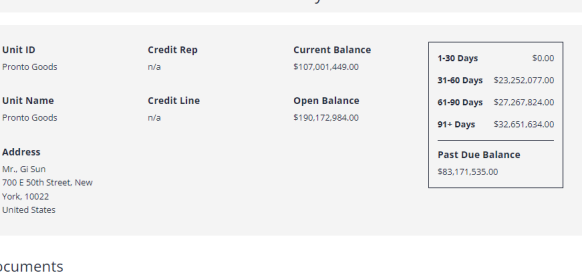 Unit ID
Pronto Goods
Credit Rep
n/a
Current Balance
$107,001,449.00
Unit Name
Pronto Goods
Credit Line
n/a
Open Balance
$190,172,984.00
Address
Mr., Gi Sun
700 E 50th Street, New
York, 10022
United States
1-30 Days $0.00
31-60 Days $23,252,077.00
61-90 Days $27,267,824.00
91+ Days $32,651,634.00
Past Due Balance
$83,171,535.00
ocuments